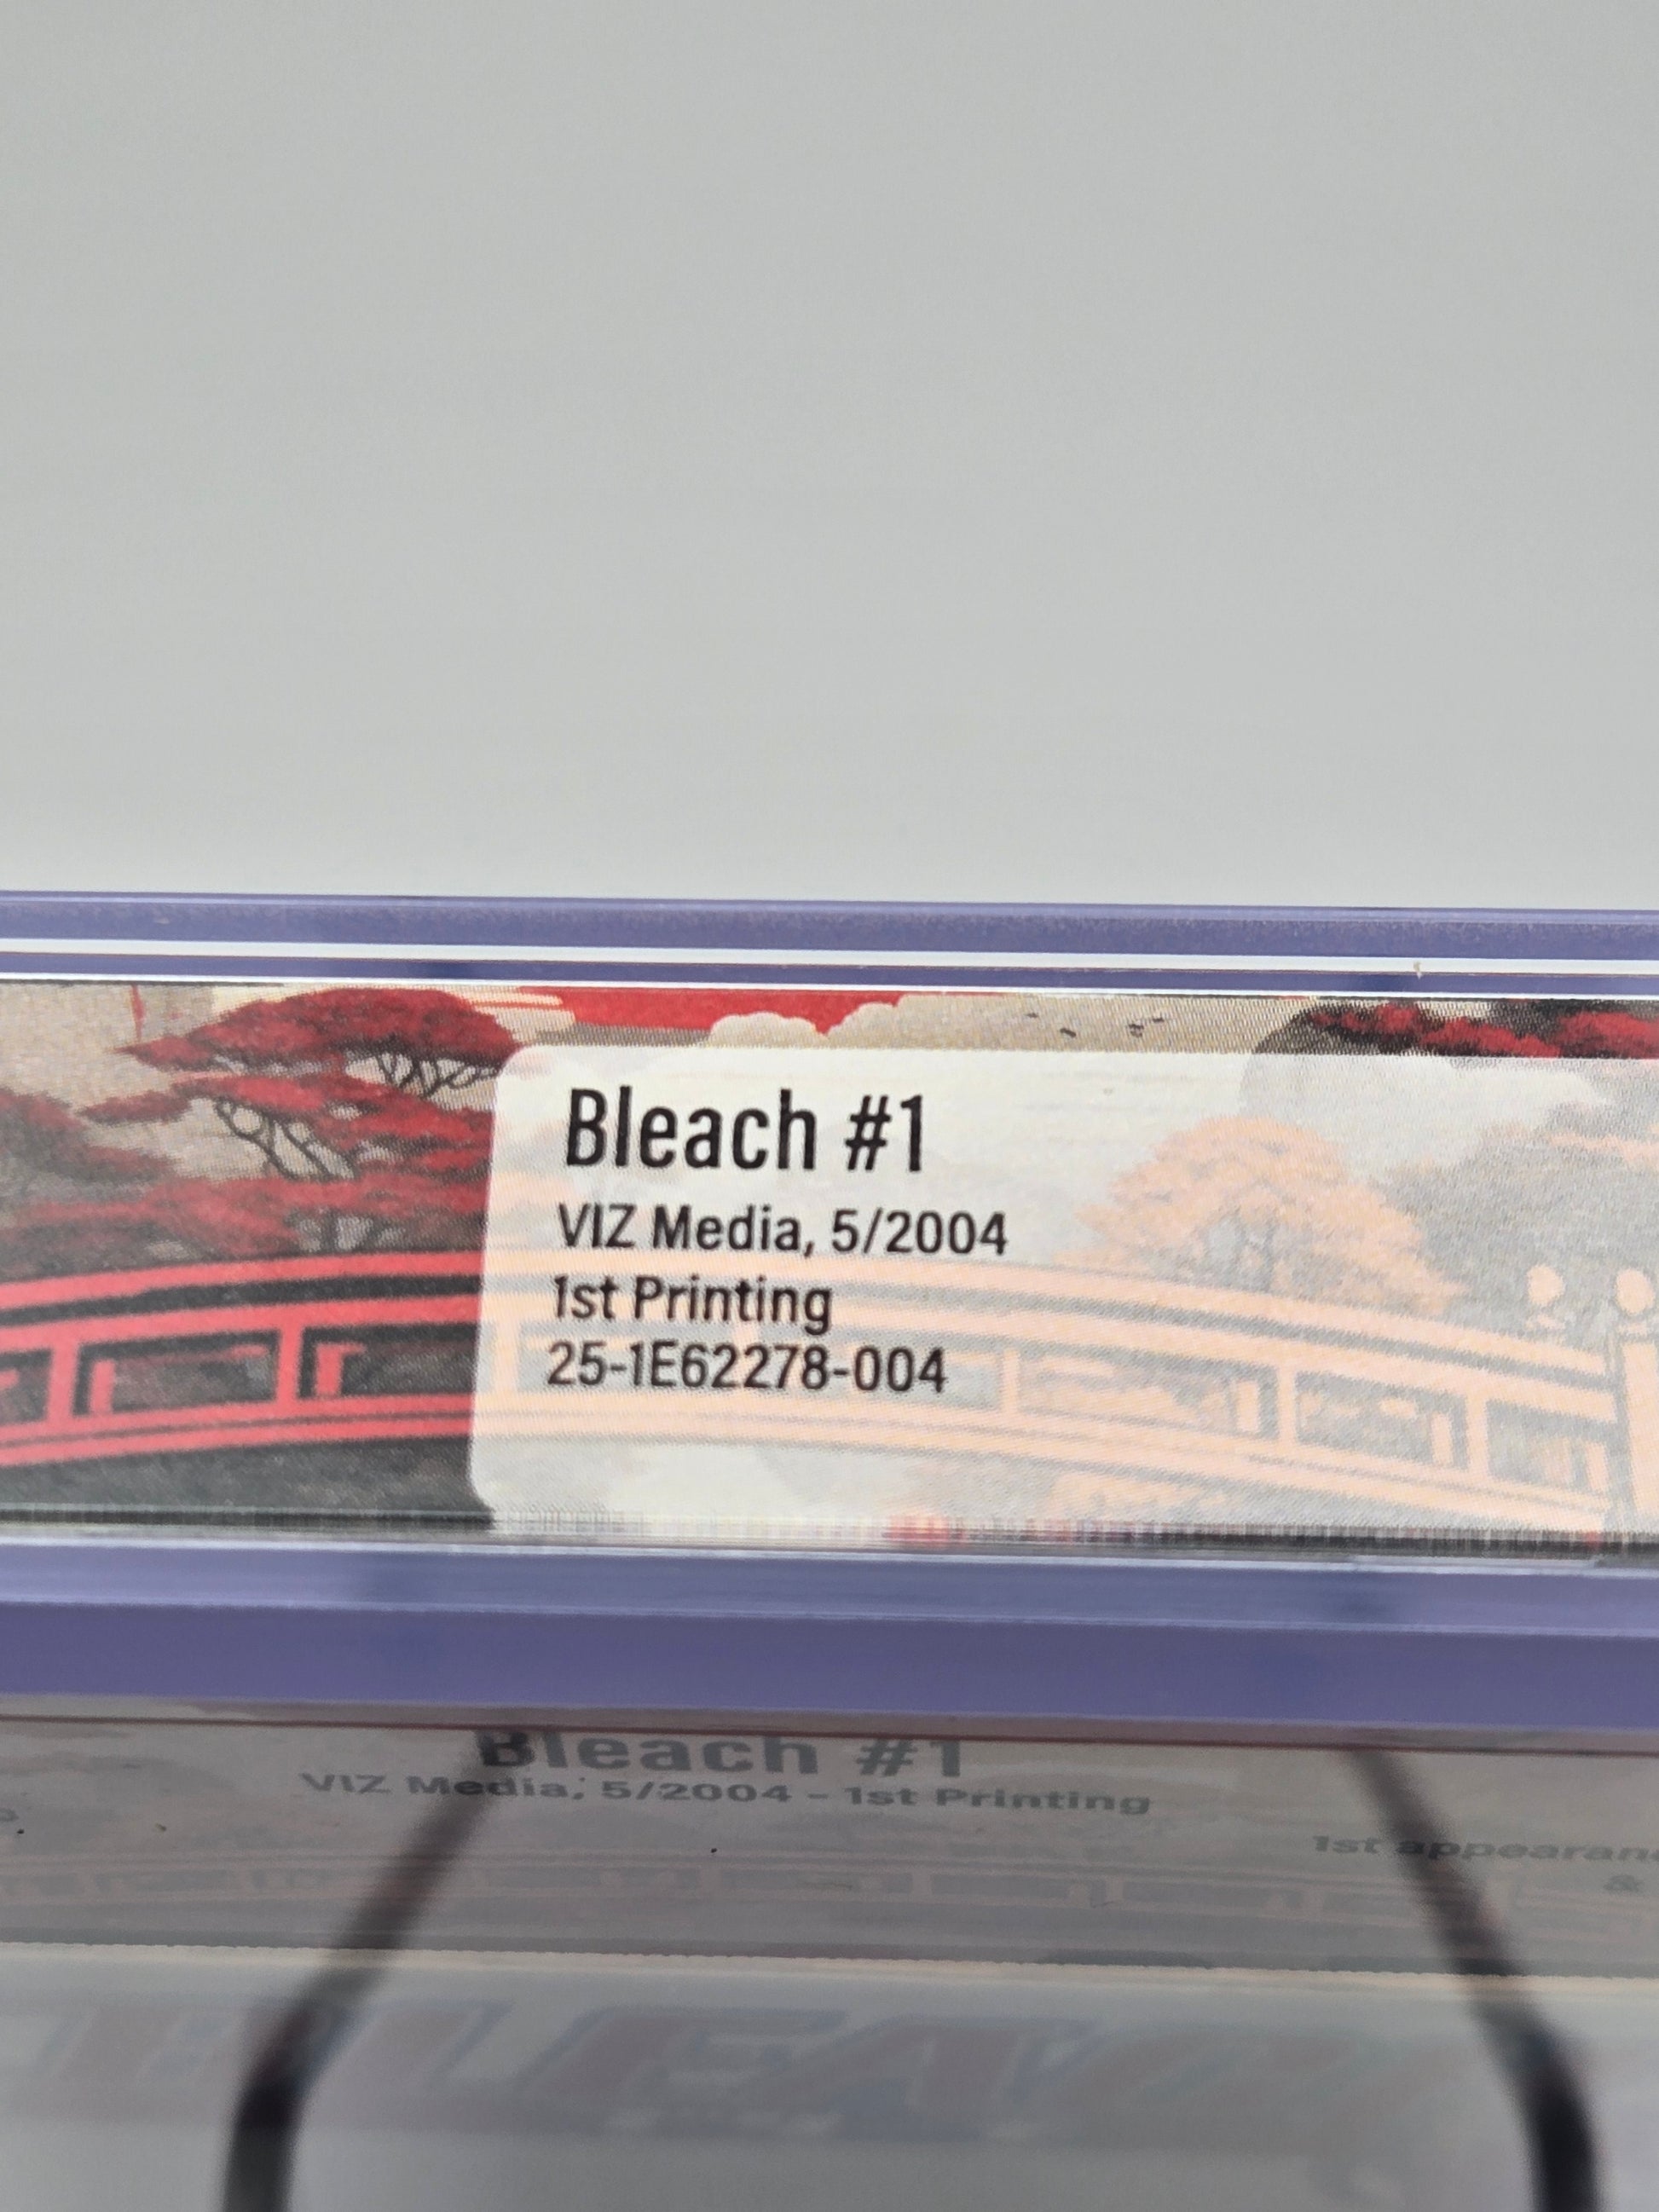 Bleach #1
VIZ Media, 5/2004
1st Printing
25-1E62278-004
Bleach #1
VIZ Media, 5/2004 - 1st Printing
1st
&